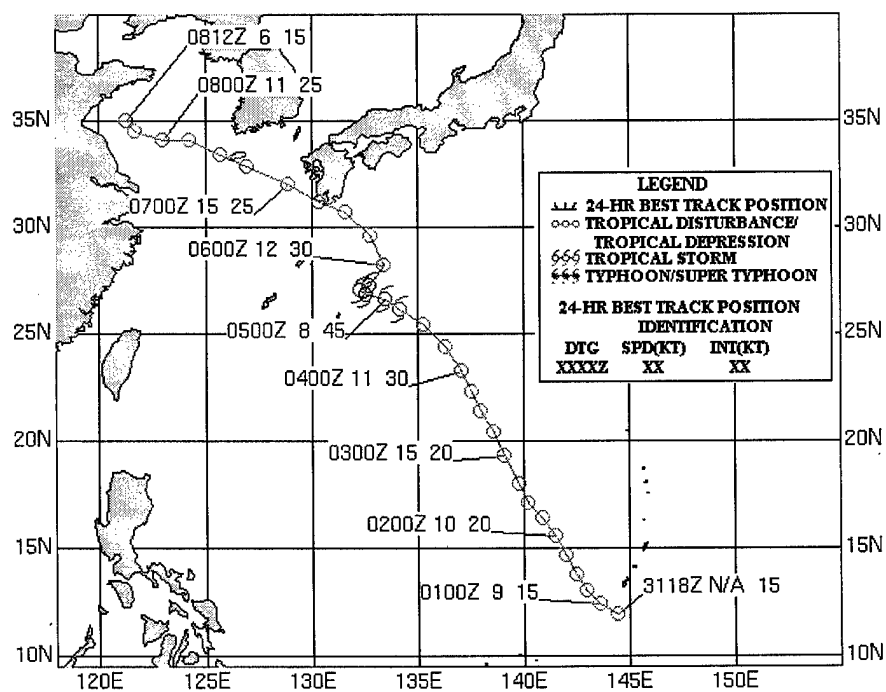 40N
40N
0812Z 6 15
0800Z 11 25
35N
35N
LEGEND
24-HR BEST TRACK POSITION
TROPICAL DISTURBANCE/
TROPICAL DEPRESSION
TROPICAL STORM
TYPHOON/SUPER TYPHOON
24-HR BEST TRACK POSITION
IDENTIFICATION
DTG SPD(KT) INT(KT)
XXXXZ XX XX
0700Z 15 25
30N
30N
0600Z 12 30
0500Z 8 45
25N
25N
0400Z 11 30
20N
20N
0300Z 15 20
0200Z 10 20
15N
15N
0100Z 9 15
3118Z N/A 15
10N
10N
120E 125E 130E 135E 140E 145E 150E